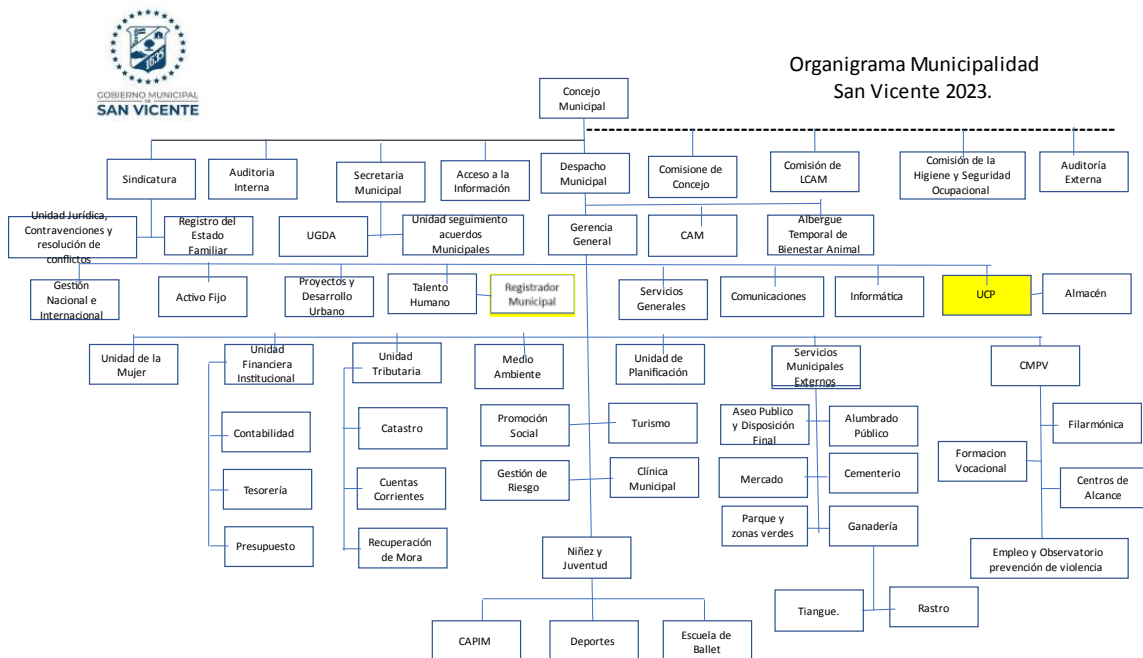 1635
GOBIERNO MUNICIPAL
DE
SAN VICENTE
Organigrama Municipalidad
San Vicente 2023.
Concejo
Municipal
Sindicatura
Auditoria
Interna
Secretaria
Municipal
Acceso a la
Información
Despacho
Municipal
Comisione de
Concejo
Comisión de
LCAM
Comisión de la
Higiene y Seguridad
Ocupacional
Auditoría
Externa
Unidad Jurídica,
Contravenciones y
resolución de
conflictos
Registro del
Estado
Familiar
UGDA
Unidad seguimiento
acuerdos
Municipales
Gerencia
General
CAM
Albergue
Temporal de
Bienestar Animal
Gestión
Nacional e
Internacional
Activo Fijo
Proyectos y
Desarrollo
Urbano
Talento
Humano
Registrador
Municipal
Servicios
Generales
Comunicaciones
Informática
UCP
Almacén
Unidad de la
Mujer
Unidad
Financiera
Institucional
Unidad
Tributaria
Medio
Ambiente
Unidad de
Planificación
Servicios
Municipales
Externos
CMPV
Contabilidad
Catastro
Promoción
Social
Turismo
Aseo Publico
y Disposición
Final
Alumbrado
Público
Filarmónica
Tesorería
Cuentas
Corrientes
Gestión de
Riesgo
Clínica
Municipal
Mercado
Cementerio
Formacion
Vocacional
Centros de
Alcance
Presupuesto
Recuperación
de Mora
Niñez y
Juventud
Parque y
zonas verdes
Ganadería
Empleo y Observatorio
prevención de violencia
Tiangue.
Rastro
CAPIM
Deportes
Escuela de
Ballet